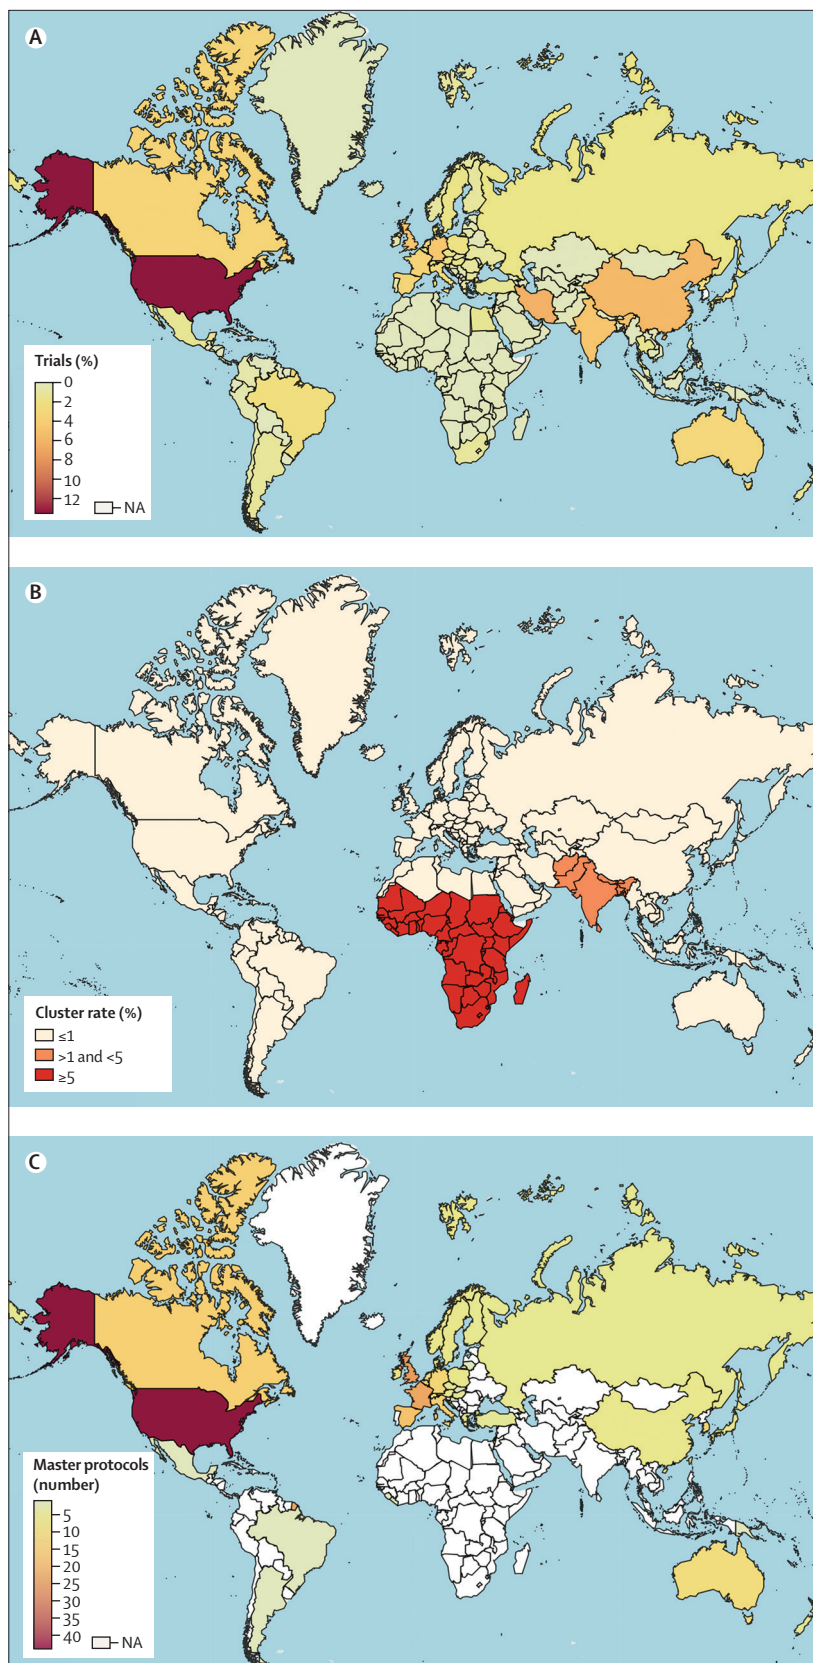 A
Trials (%)
0
2
4
6
8
10
12
NA
B
Cluster rate (%)
≤1
>1 and <5
≥5
C
Master protocols
(number)
5
10
15
20
25
30
35
40
NA